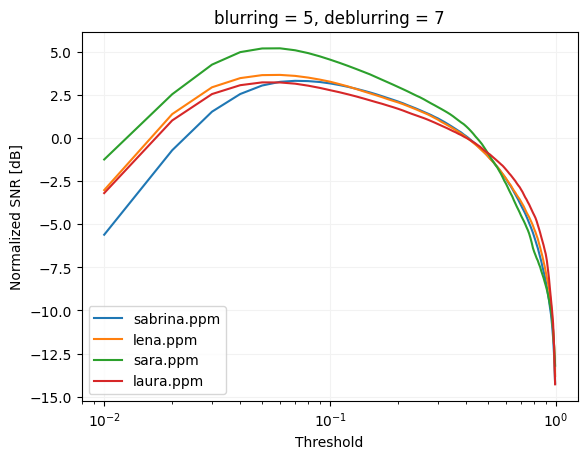 blurring = 5, deblurring = 7
Normalized SNR [dB]
5.0
2.5
0.0
−2.5
−5.0
−7.5
−10.0
−12.5
−15.0
sabrina.ppm
lena.ppm
sara.ppm
laura.ppm
10⁻² 10⁻¹ 10⁰
Threshold